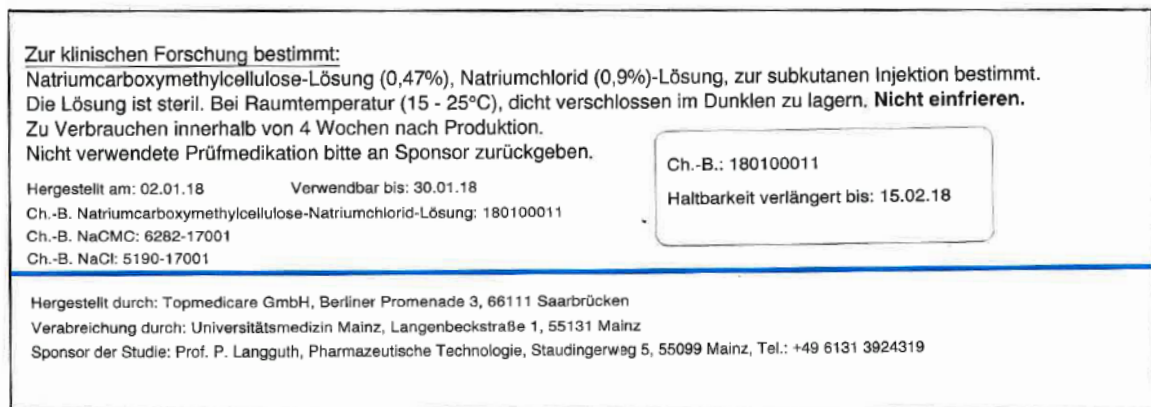 Zur klinischen Forschung bestimmt:
Natriumcarboxymethylcellulose-Lösung (0,47%), Natriumchlorid (0,9%)-Lösung, zur subkutanen Injektion bestimmt.
Die Lösung ist steril. Bei Raumtemperatur (15 - 25°C), dicht verschlossen im Dunklen zu lagern. Nicht einfrieren.
Zu Verbrauchen innerhalb von 4 Wochen nach Produktion.
Nicht verwendete Prüfmedikation bitte an Sponsor zurückgeben.
Hergestellt am: 02.01.18 Verwendbar bis: 30.01.18
Ch.-B. Natriumcarboxymethylcellulose-Natriumchlorid-Lösung: 180100011
Ch.-B. NaCMC: 6282-17001
Ch.-B. NaCl: 5190-17001
Ch.-B.: 180100011
Haltbarkeit verlängert bis: 15.02.18
Hergestellt durch: Topmedicare GmbH, Berliner Promenade 3, 66111 Saarbrücken
Verabreichung durch: Universitätsmedizin Mainz, Langenbeckstraße 1, 55131 Mainz
Sponsor der Studie: Prof. P. Langguth, Pharmazeutische Technologie, Staudingerweg 5, 55099 Mainz, Tel.: +49 6131 3924319